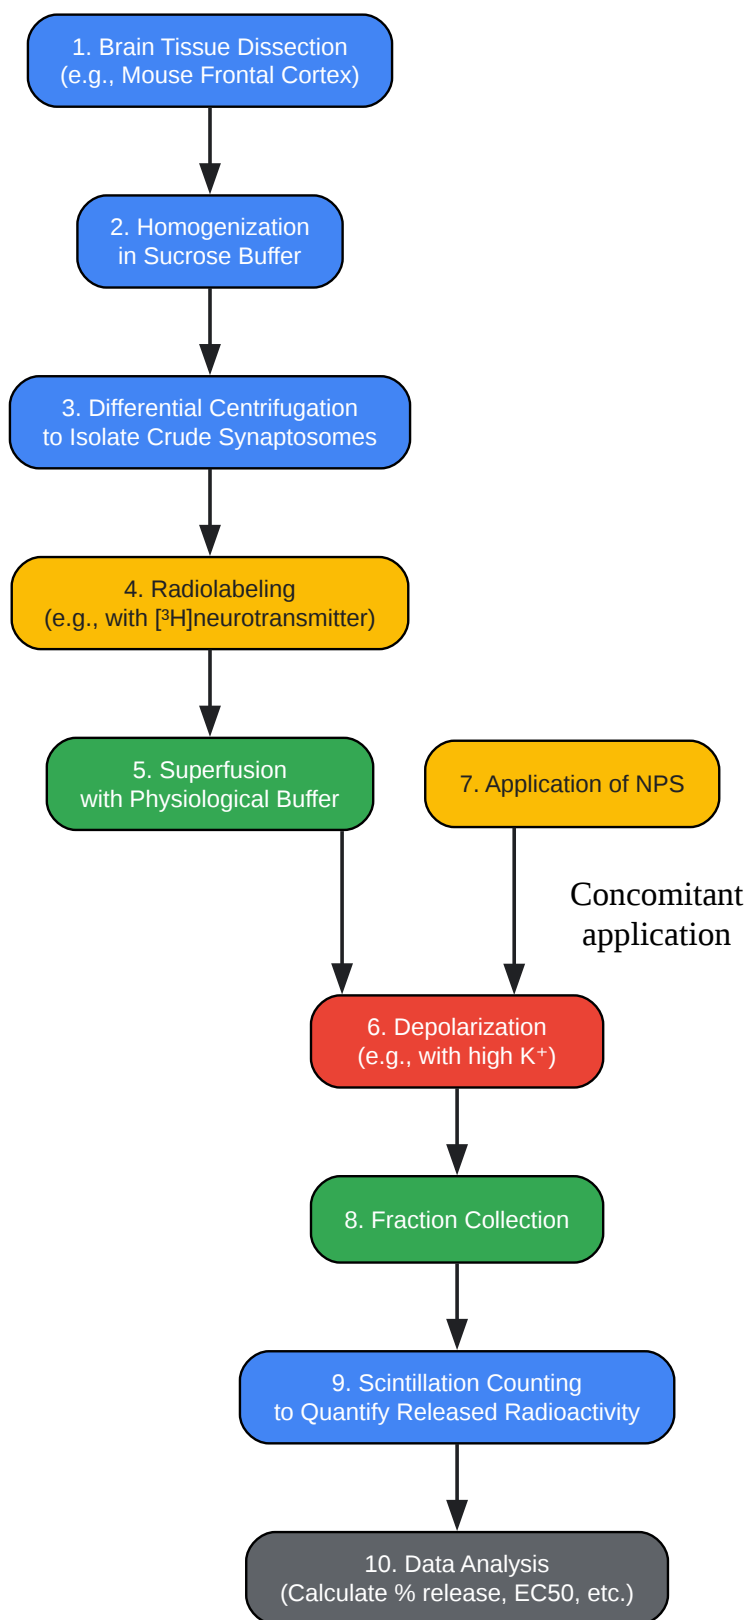 1. Brain Tissue Dissection
(e.g., Mouse Frontal Cortex)
2. Homogenization
in Sucrose Buffer
3. Differential Centrifugation
to Isolate Crude Synaptosomes
4. Radiolabeling
(e.g., with [³H]neurotransmitter)
5. Superfusion
with Physiological Buffer
7. Application of NPS
Concomitant
application
6. Depolarization
(e.g., with high K⁺)
8. Fraction Collection
9. Scintillation Counting
to Quantify Released Radioactivity
10. Data Analysis
(Calculate % release, EC50, etc.)